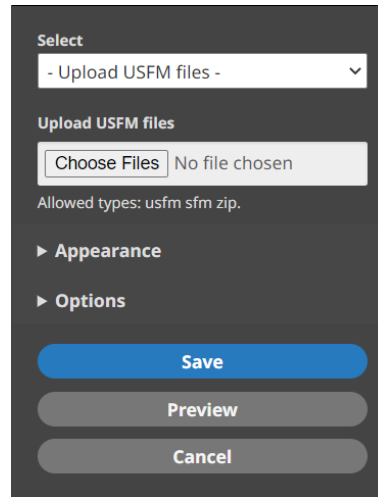 Select
- Upload USFM files -
Upload USFM files
Choose Files No file chosen
Allowed types: usfm sfm zip.
Appearance
Options
Save
Preview
Cancel